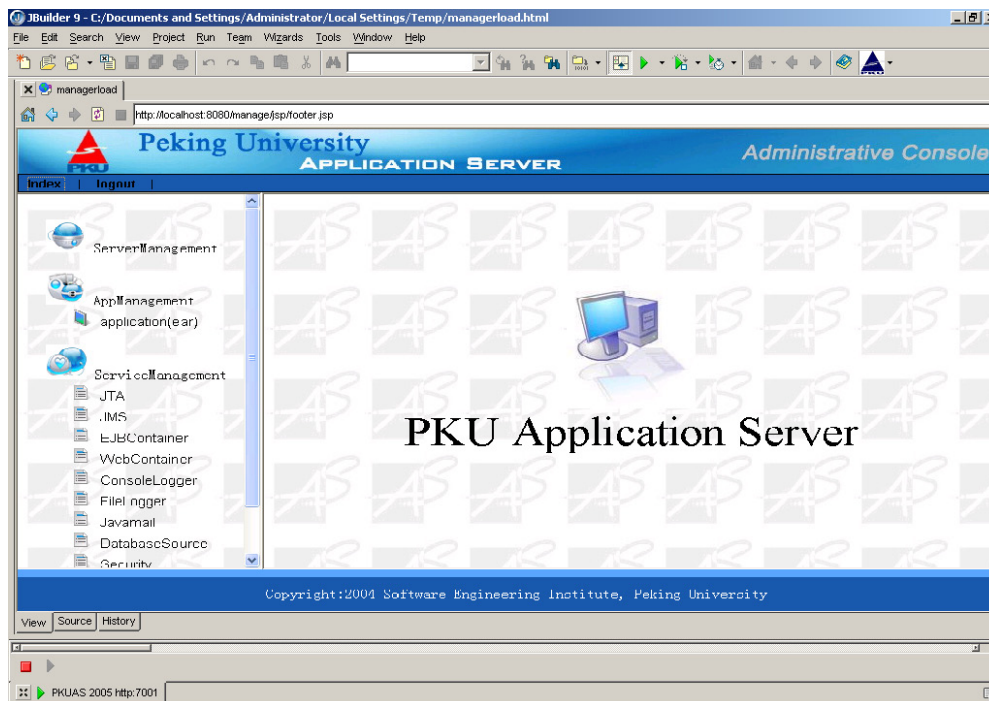 JBuilder 9 - C:/Documents and Settings/Administrator/Local Settings/Temp/managerload.html
File Edit Search View Project Run Team Wizards Tools Window Help
PKU
managerload
http://localhost:8080/manage/jsp/footer.jsp
PKU
Peking University
APPLICATION SERVER
Administrative Console
Index | logout |
ServerManagement
AppManagement
application(ear)
ServiceManagement
JTA
JMS
EJBContainer
WebContainer
ConsoleLogger
FileLogger
Javamail
DatabaseSource
Security
PKU Application Server
Copyright:2004 Software Engineering Institute, Peking University
View Source History
PKUAS 2005 http:7001